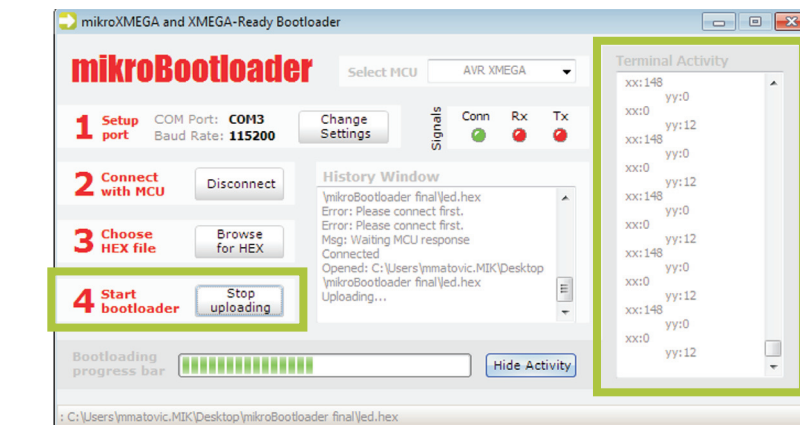 mikroXMEGA and XMEGA-Ready Bootloader
mikroBootloader
Select MCU
AVR XMEGA
1 Setup port
COM Port: COM3
Baud Rate: 115200
Change Settings
Signals
Conn Rx Tx
2 Connect with MCU
Disconnect
3 Choose HEX file
Browse for HEX
4 Start bootloader
Stop uploading
History Window
\mikroBootloader final\led.hex
Error: Please connect first.
Error: Please connect first.
Msg: Waiting MCU response
Connected
Opened: C:\Users\mmatovic.MIK\Desktop
\mikroBootloader final\led.hex
Uploading...
Bootloading progress bar
Hide Activity
Terminal Activity
xx:148
yy:0
xx:0
yy:12
xx:148
yy:0
xx:0
yy:12
xx:148
yy:0
xx:0
yy:12
xx:148
yy:0
xx:0
yy:12
xx:148
yy:0
xx:0
yy:12
: C:\Users\mmatovic.MIK\Desktop\mikroBootloader final\led.hex